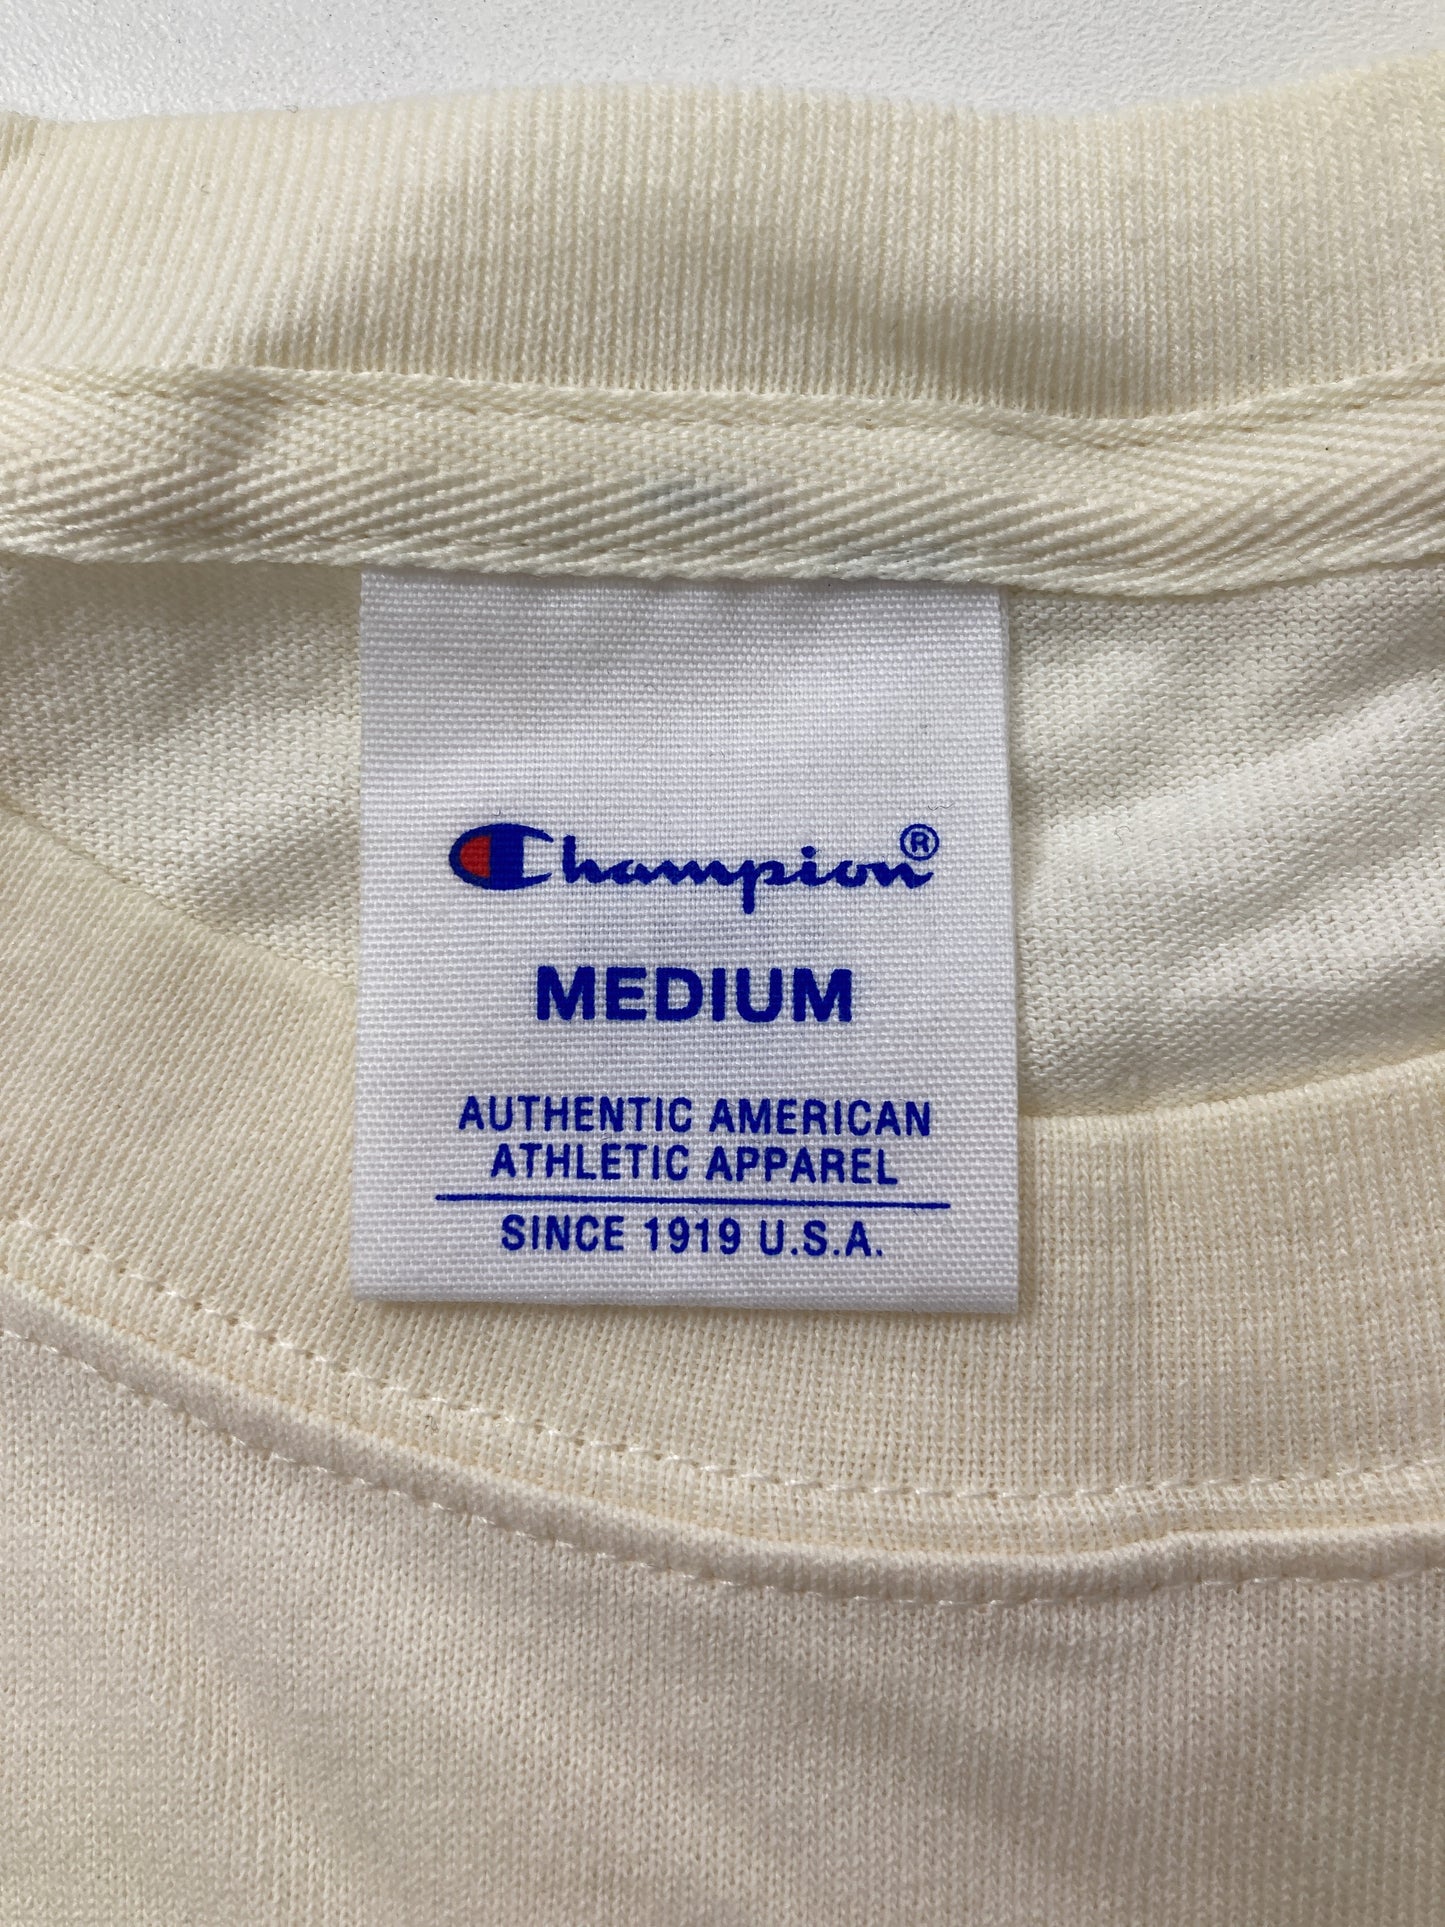 Champion®
MEDIUM
AUTHENTIC AMERICAN
ATHLETIC APPAREL
SINCE 1919 U.S.A.